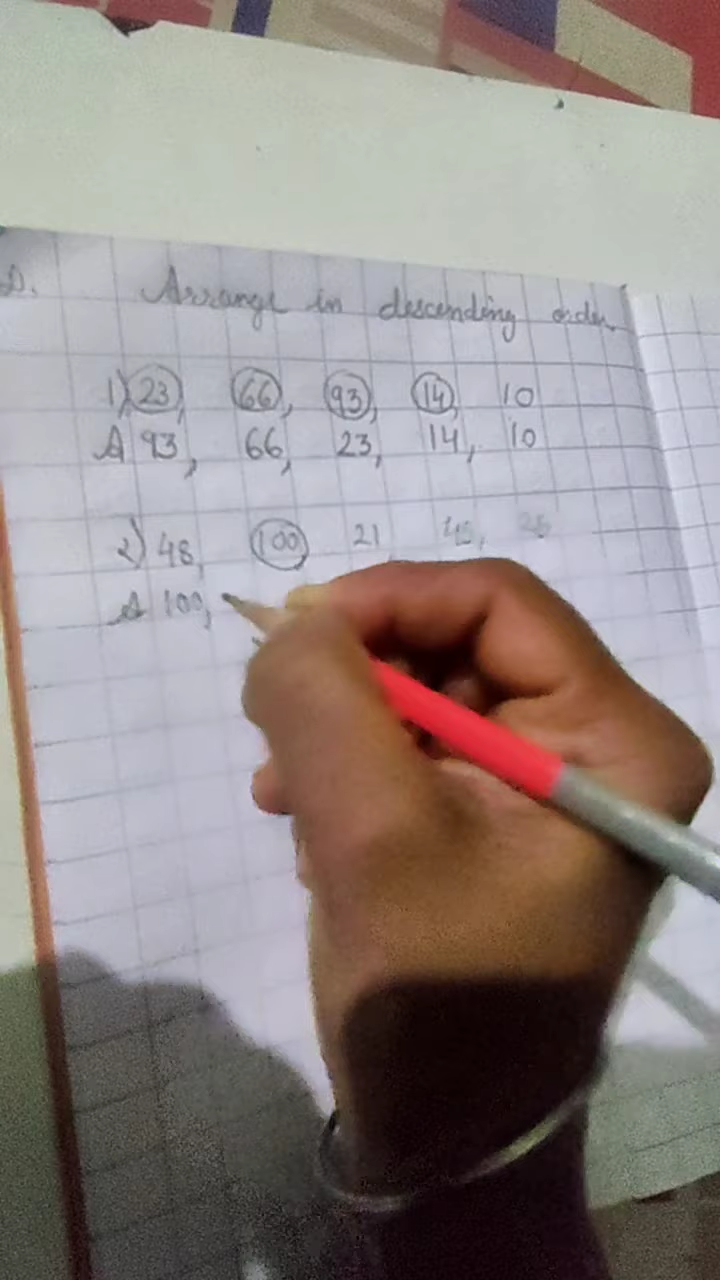 D. Arrange in descending order.
1) 23, 66, 93, 14, 10
A 93, 66, 23, 14, 10
2) 48, 100, 21
A 100,